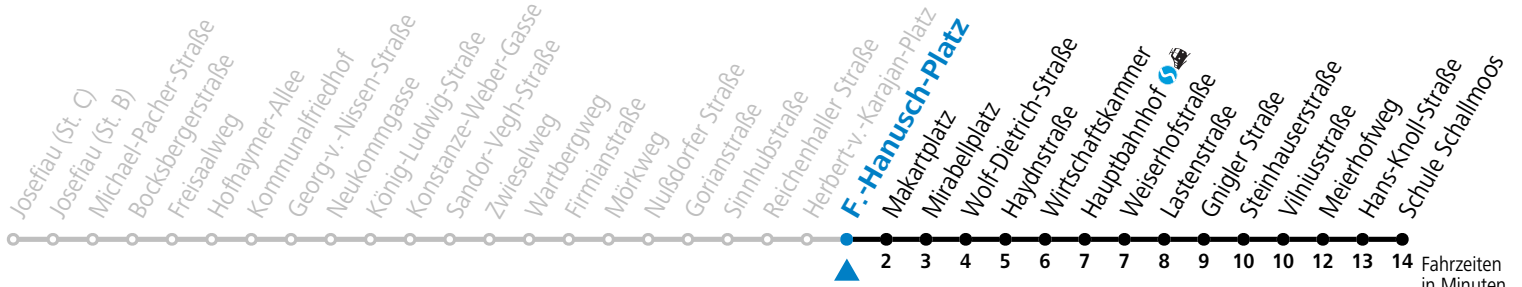 Josefiau (St. C)
Josefiau (St. B)
Michael-Pacher-Straße
Bocksbergerstraße
Freisaalweg
Hofhaymer-Allee
Kommunalfriedhof
Georg-v.-Nissen-Straße
Neukommgasse
König-Ludwig-Straße
Konstanze-Weber-Gasse
Sandor-Vegh-Straße
Zwieselweg
Wartbergweg
Firmianstraße
Mörkweg
Nußdorfer Straße
Gorianstraße
Sinnhubstraße
Reichenhaller Straße
Herbert-v.-Karajan-Platz
F.-Hanusch-Platz
Makartplatz
Mirabellplatz
Wolf-Dietrich-Straße
Haydnstraße
Wirtschaftskammer
Hauptbahnhof
Weiserhofstraße
Lastenstraße
Gnigler Straße
Steinhauserstraße
Vilniusstraße
Meierhofweg
Hans-Knoll-Straße
Schule Schallmoos
2 3 4 5 6 7 7 8 9 10 10 12 13 14 Fahrzeiten
in Minuten